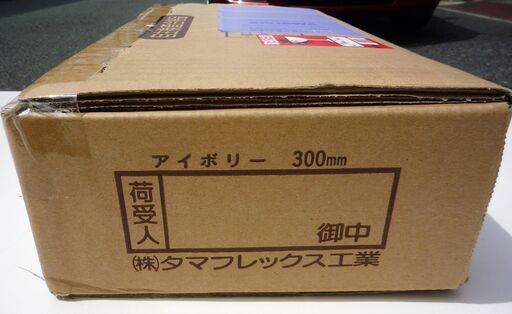 アイボリー 300mm
荷受人
御中
㈱タマフレックス工業